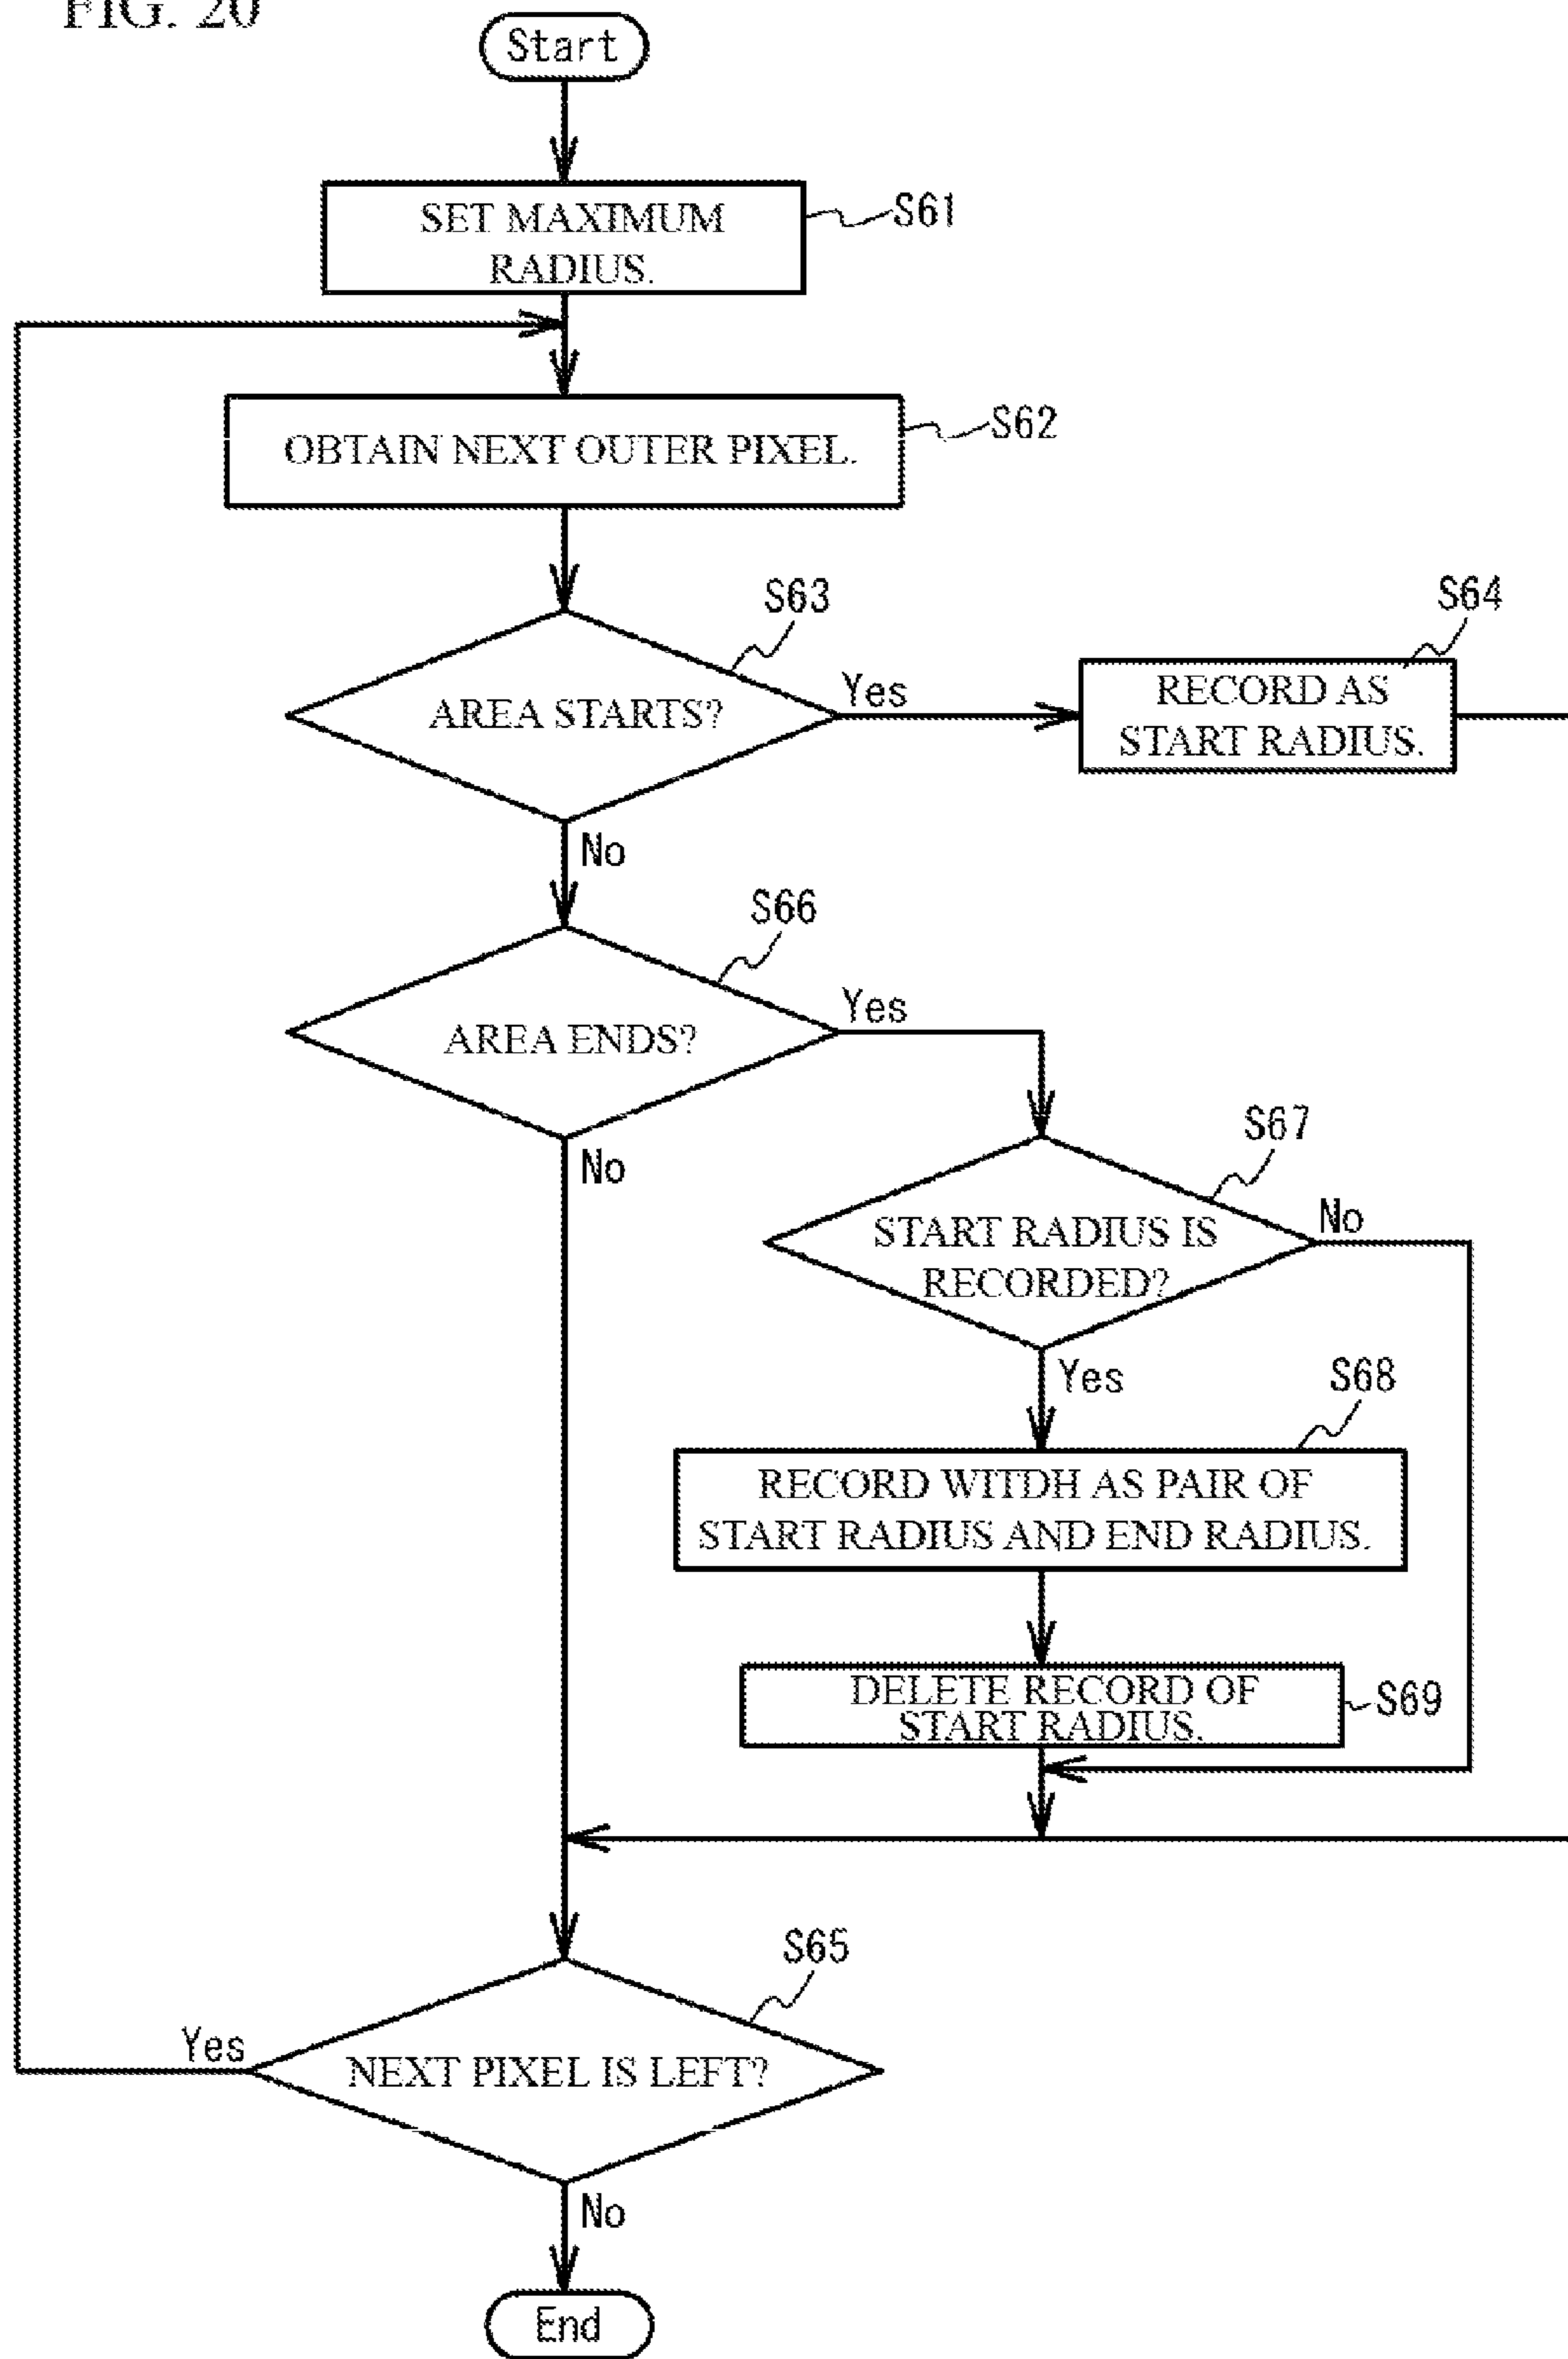 FIG. 20
Start
SET MAXIMUM
RADIUS.
S61
OBTAIN NEXT OUTER PIXEL.
S62
AREA STARTS?
S63
Yes
No
RECORD AS
START RADIUS.
S64
AREA ENDS?
S66
Yes
No
START RADIUS IS
RECORDED?
S67
No
Yes
RECORD WITDH AS PAIR OF
START RADIUS AND END RADIUS.
S68
DELETE RECORD OF
START RADIUS.
S69
NEXT PIXEL IS LEFT?
S65
Yes
No
End